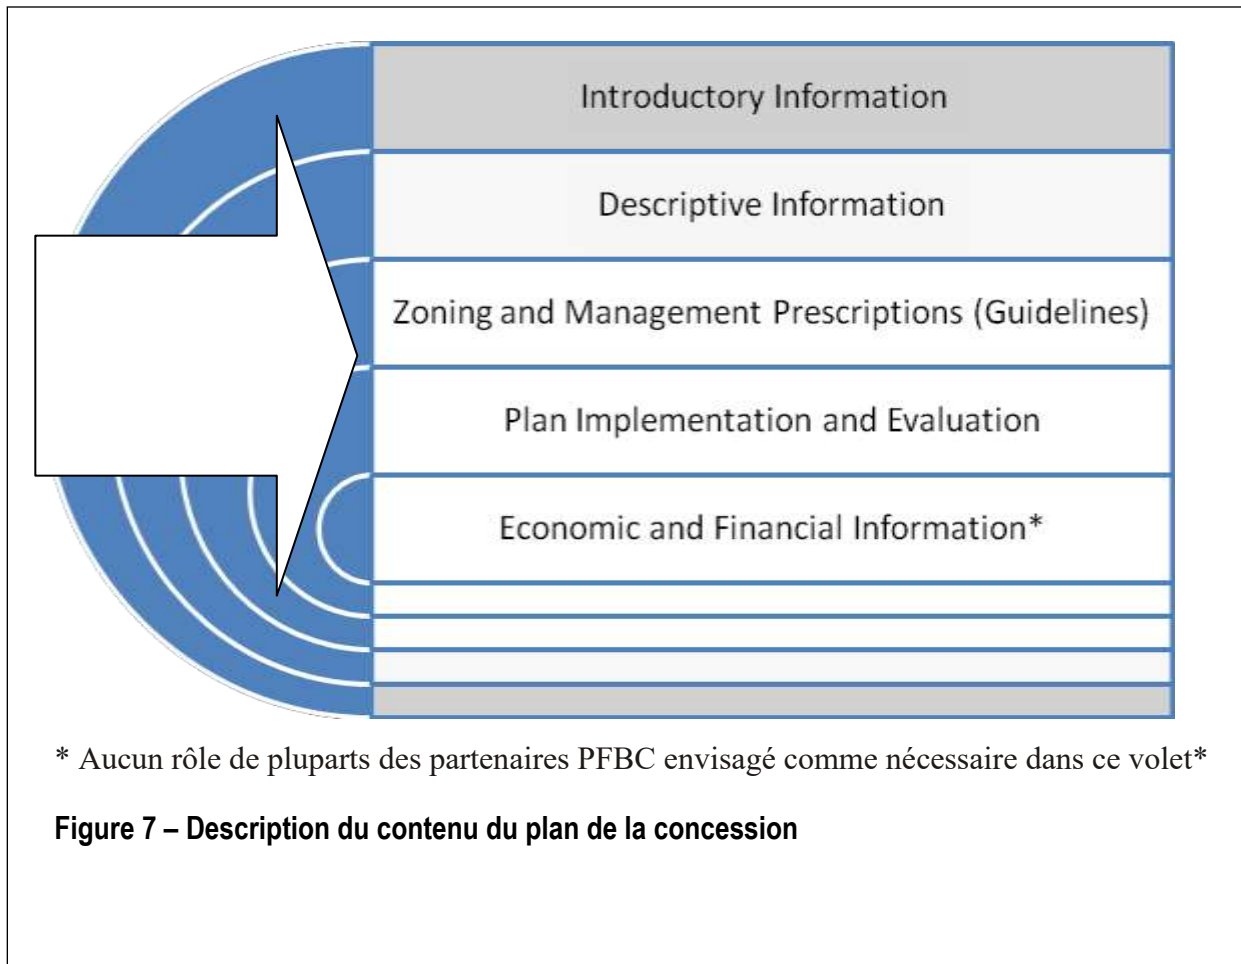 Introductory Information
Descriptive Information
Zoning and Management Prescriptions (Guidelines)
Plan Implementation and Evaluation
Economic and Financial Information*
* Aucun rôle de pluparts des partenaires PFBC envisagé comme nécessaire dans ce volet*
Figure 7 – Description du contenu du plan de la concession